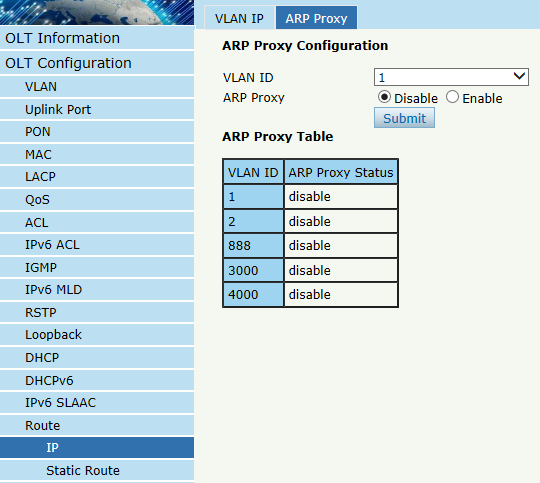 OLT Information
OLT Configuration
VLAN
Uplink Port
PON
MAC
LACP
QoS
ACL
IPv6 ACL
IGMP
IPv6 MLD
RSTP
Loopback
DHCP
DHCPv6
IPv6 SLAAC
Route
IP
Static Route
VLAN IP ARP Proxy
ARP Proxy Configuration
VLAN ID 1
ARP Proxy Disable Enable
Submit
ARP Proxy Table
VLAN ID ARP Proxy Status
1 disable
2 disable
888 disable
3000 disable
4000 disable